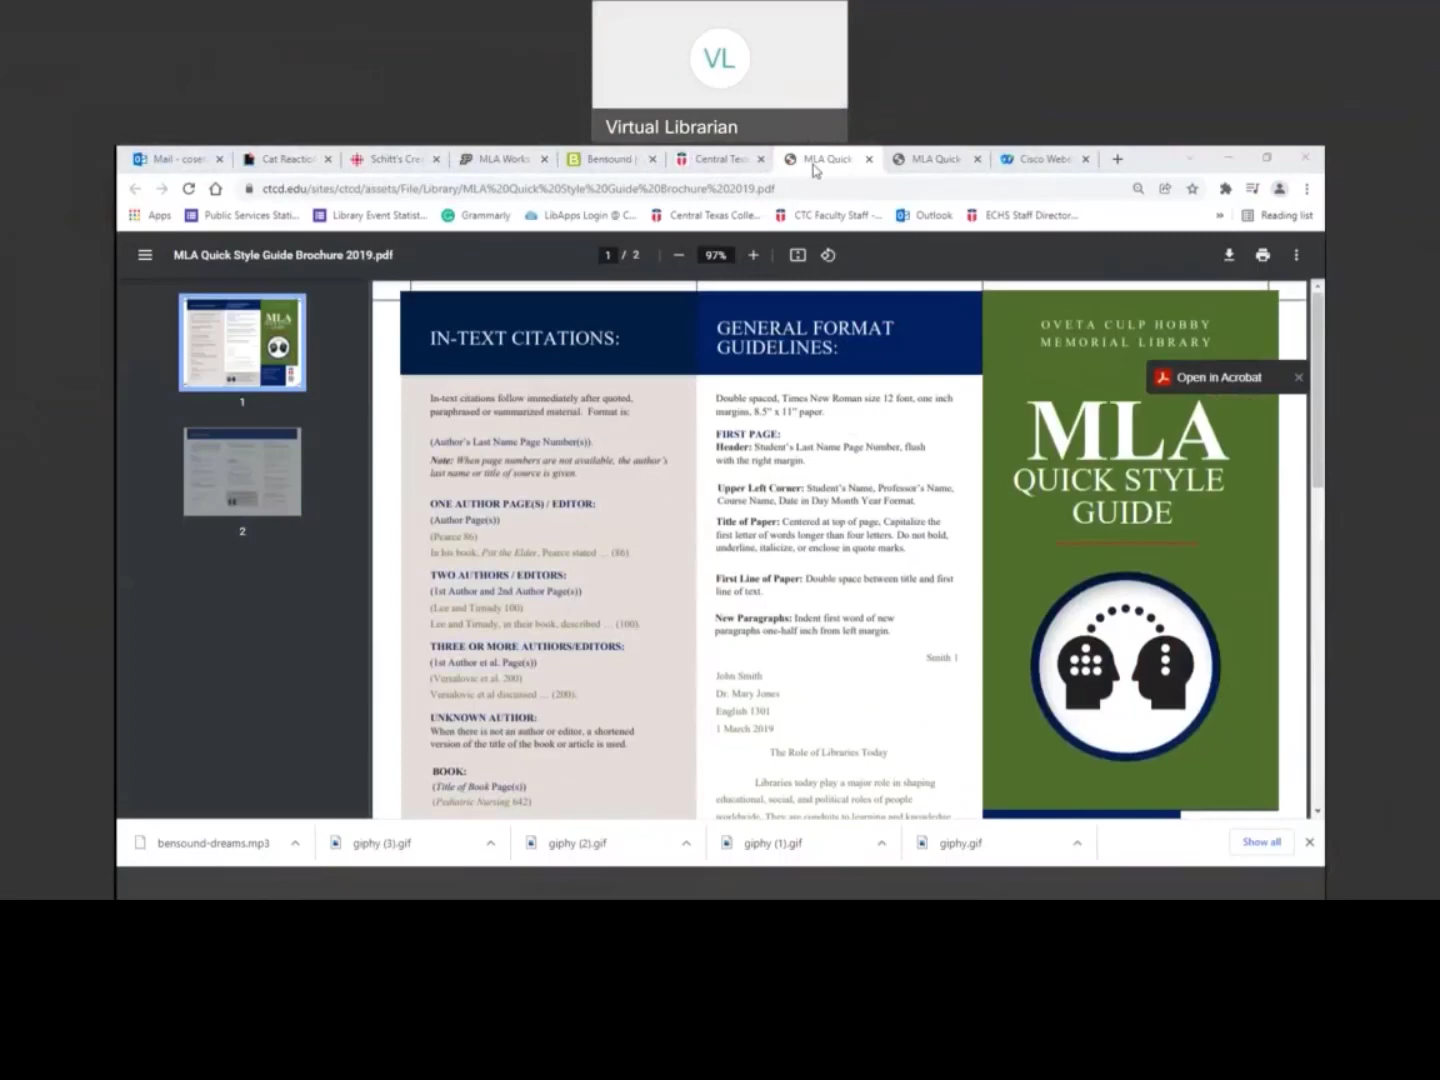 VL
Virtual Librarian
Mail - coser
Cat Reactio
Schitt's Cre
MLA Works
Bensound |
Central Tex
MLA Quick
MLA Quick
Cisco Webe
ctcd.edu/sites/ctcd/assets/File/Library/MLA%20Quick%20Style%20Guide%20Brochure%202019.pdf
Apps
Public Services Stati...
Library Event Statist...
Grammarly
LibApps Login @ C...
Central Texas Colle...
CTC Faculty Staff -...
Outlook
ECHS Staff Director...
»
Reading list
MLA Quick Style Guide Brochure 2019.pdf
1 / 2
97%
1
2
IN-TEXT CITATIONS:
In-text citations follow immediately after quoted,
paraphrased or summarized material. Format is:
(Author's Last Name Page Number(s)).
Note: When page numbers are not available, the author's
last name or title of source is given.
ONE AUTHOR PAGE(S) / EDITOR:
(Author Page(s))
(Pearce 86)
In his book, Pitt the Elder, Pearce stated ... (86).
TWO AUTHORS / EDITORS:
(1st Author and 2nd Author Page(s))
(Lee and Timady 100)
Lee and Timady, in their book, described ... (100).
THREE OR MORE AUTHORS/EDITORS:
(1st Author et al. Page(s))
(Versalovic et al. 200)
Versalovic et al discussed ... (200).
UNKNOWN AUTHOR:
When there is not an author or editor, a shortened
version of the title of the book or article is used.
BOOK:
(Title of Book Page(s))
(Pediatric Nursing 642)
GENERAL FORMAT
GUIDELINES:
Double spaced, Times New Roman size 12 font, one inch
margins, 8.5" x 11" paper.
FIRST PAGE:
Header: Student's Last Name Page Number, flush
with the right margin.
Upper Left Corner: Student's Name, Professor's Name,
Course Name, Date in Day Month Year Format.
Title of Paper: Centered at top of page, Capitalize the
first letter of words longer than four letters. Do not bold,
underline, italicize, or enclose in quote marks.
First Line of Paper: Double space between title and first
line of text.
New Paragraphs: Indent first word of new
paragraphs one-half inch from left margin.
Smith 1
John Smith
Dr. Mary Jones
English 1301
1 March 2019
The Role of Libraries Today
Libraries today play a major role in shaping
educational, social, and political roles of people
worldwide. They are conduits to learning and knowledge
OVETA CULP HOBBY
MEMORIAL LIBRARY
Open in Acrobat
MLA
QUICK STYLE
GUIDE
bensound-dreams.mp3
giphy (3).gif
giphy (2).gif
giphy (1).gif
giphy.gif
Show all